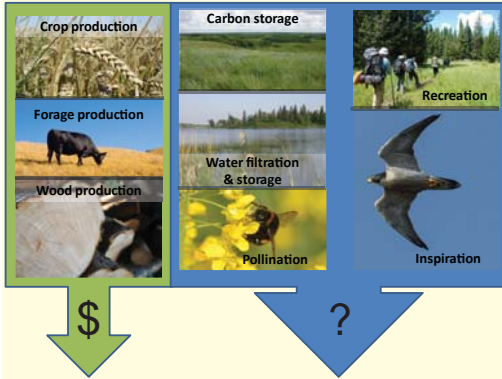 Crop production
Forage production
Wood production
$
Carbon storage
Water filtration
& storage
Pollination
Recreation
Inspiration
?